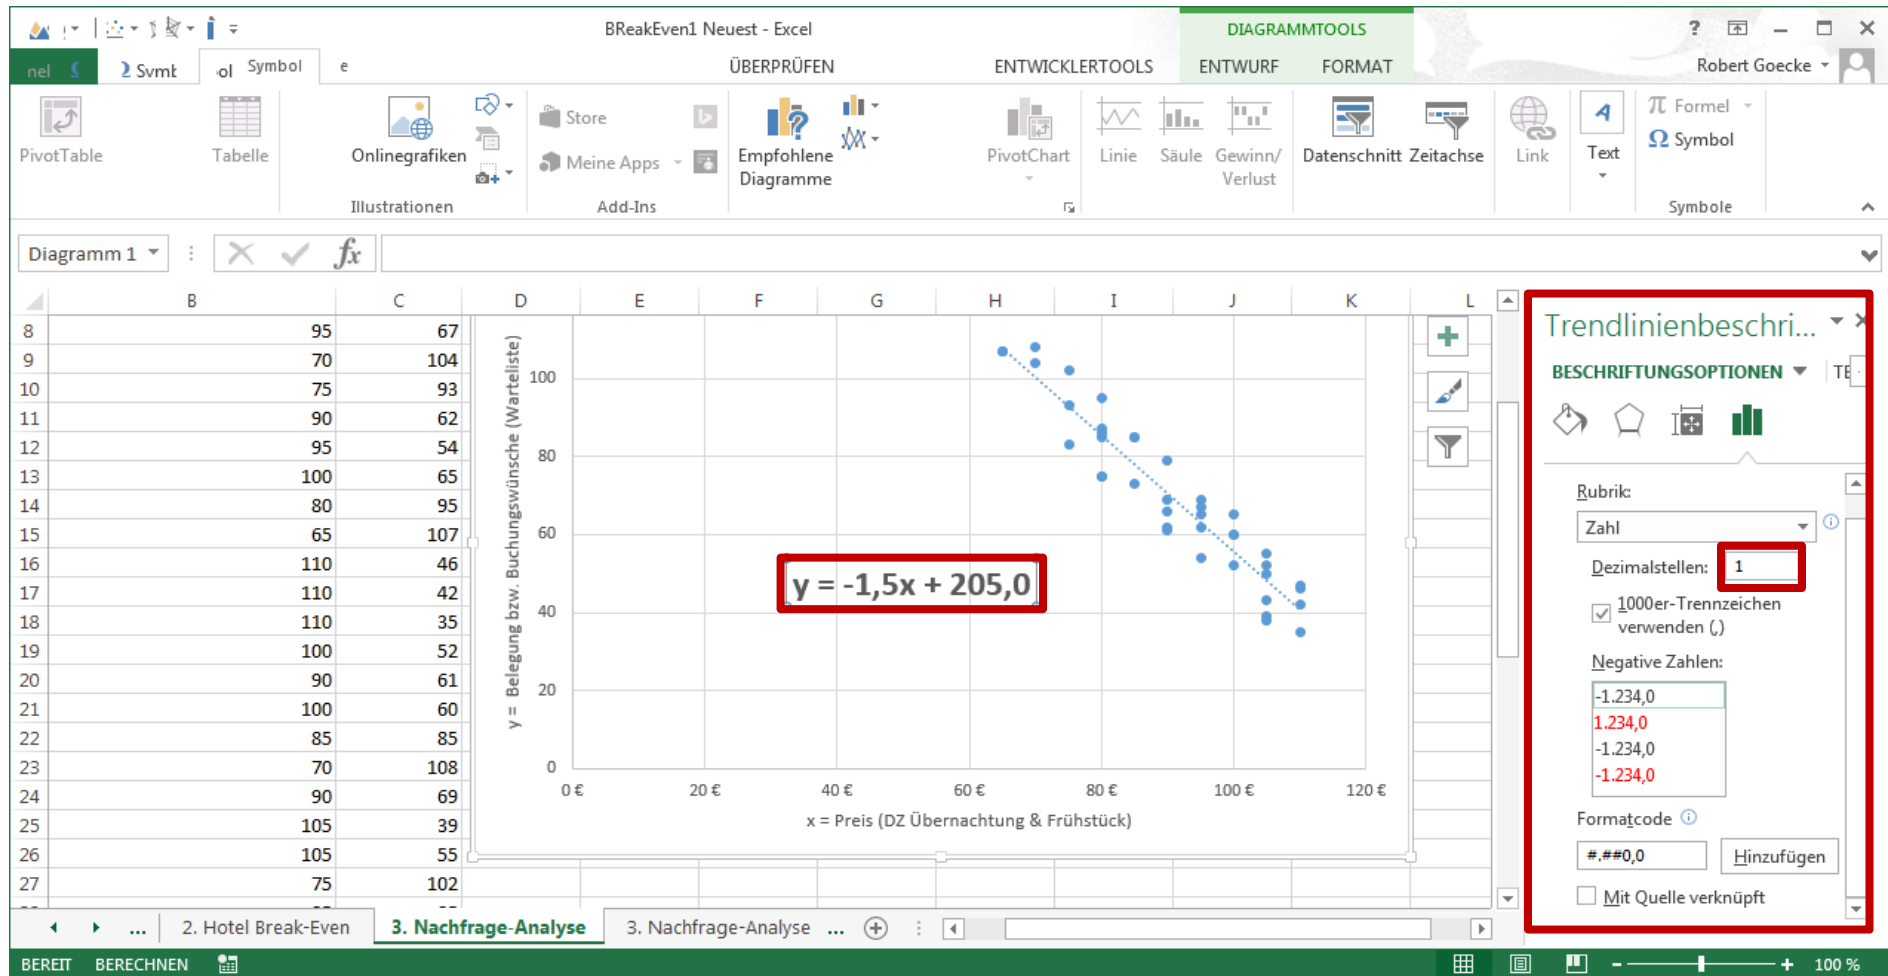 BReakEven1 Neuest - Excel
DIAGRAMMTOOLS
?
nel
Symbol
e
ÜBERPRÜFEN
ENTWICKLERTOOLS
ENTWURF
FORMAT
Robert Goecke
PivotTable
Tabelle
Onlinegrafiken
Illustrationen
Store
Meine Apps
Add-Ins
Empfohlene
Diagramme
PivotChart
Linie
Säule
Gewinn/
Verlust
Datenschnitt
Zeitachse
Link
A
Text
π Formel
Ω Symbol
Symbole
Diagramm 1
fx
B C D E F G H I J K L
8 95 67
9 70 104
10 75 93
11 90 62
12 95 54
13 100 65
14 80 95
15 65 107
16 110 46
17 110 42
18 110 35
19 100 52
20 90 61
21 100 60
22 85 85
23 70 108
24 90 69
25 105 39
26 105 55
27 75 102
y = Belegung bzw. Buchungswünsche (Warteliste)
100
80
60
40
20
0
y = -1,5x + 205,0
0 € 20 € 40 € 60 € 80 € 100 € 120 €
x = Preis (DZ Übernachtung & Frühstück)
Trendlinienbeschri...
BESCHRIFTUNGSOPTIONEN
TE
Rubrik:
Zahl
Dezimalstellen: 1
1000er-Trennzeichen
verwenden (,)
Negative Zahlen:
-1.234,0
1.234,0
-1.234,0
-1.234,0
Formatcode
#.##0,0
Hinzufügen
Mit Quelle verknüpft
... 2. Hotel Break-Even 3. Nachfrage-Analyse 3. Nachfrage-Analyse ...
BEREIT BERECHNEN
100 %